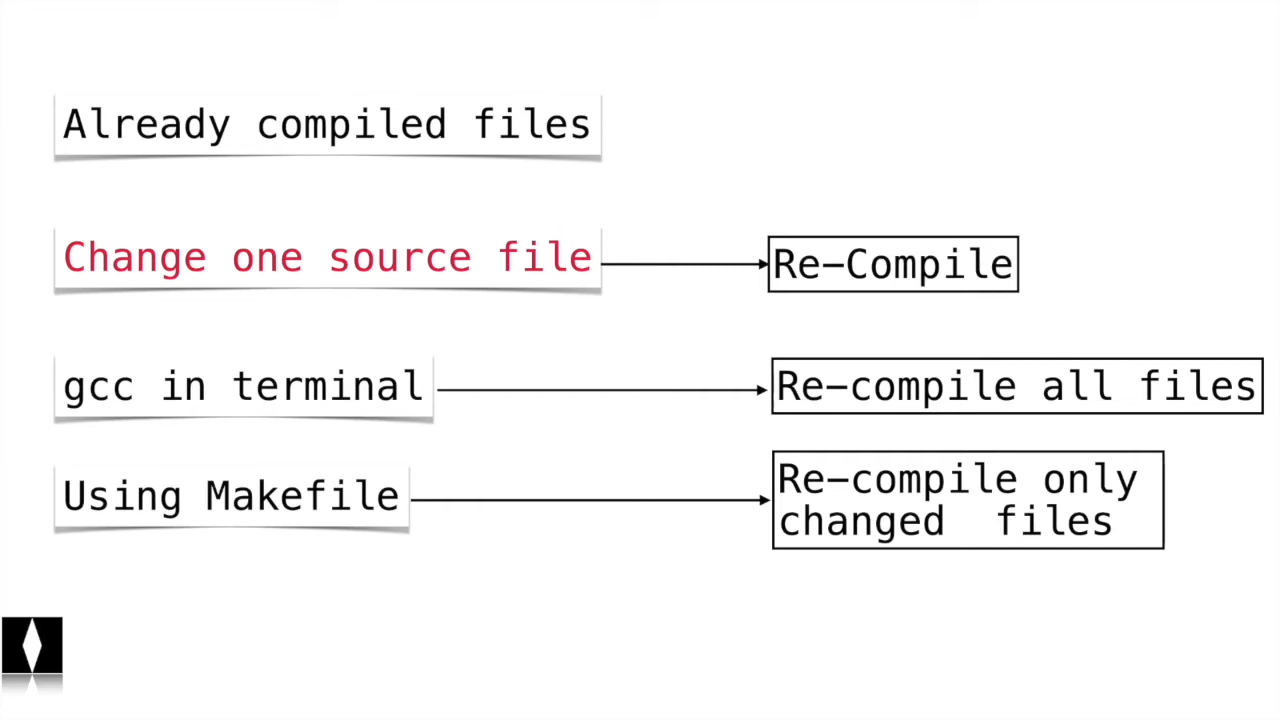 Already compiled files
Change one source file
Re-Compile
gcc in terminal
Re-compile all files
Using Makefile
Re-compile only
changed files